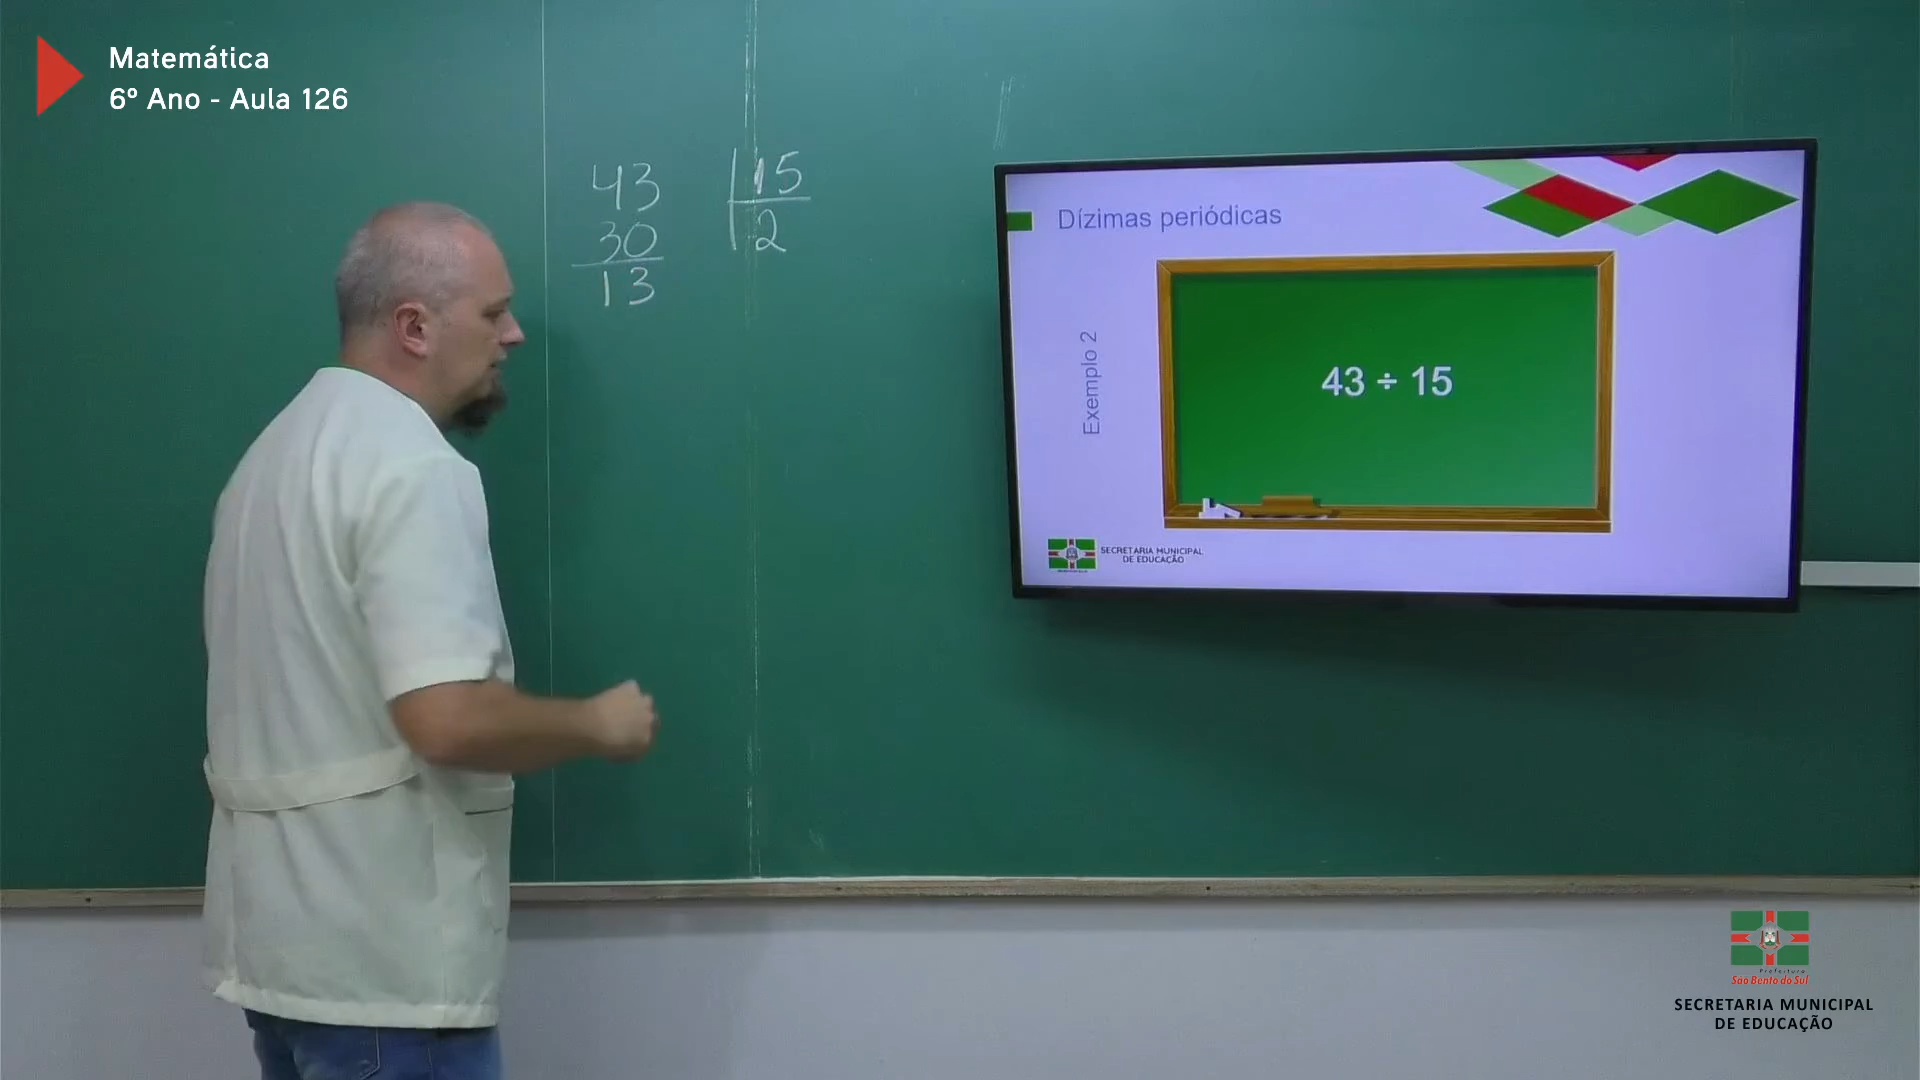 Matemática
6º Ano - Aula 126
43 15
30 2
13
Dízimas periódicas
Exemplo 2
43 ÷ 15
SECRETARIA MUNICIPAL
DE EDUCAÇÃO
Prefeitura
São Bento do Sul
SECRETARIA MUNICIPAL
DE EDUCAÇÃO